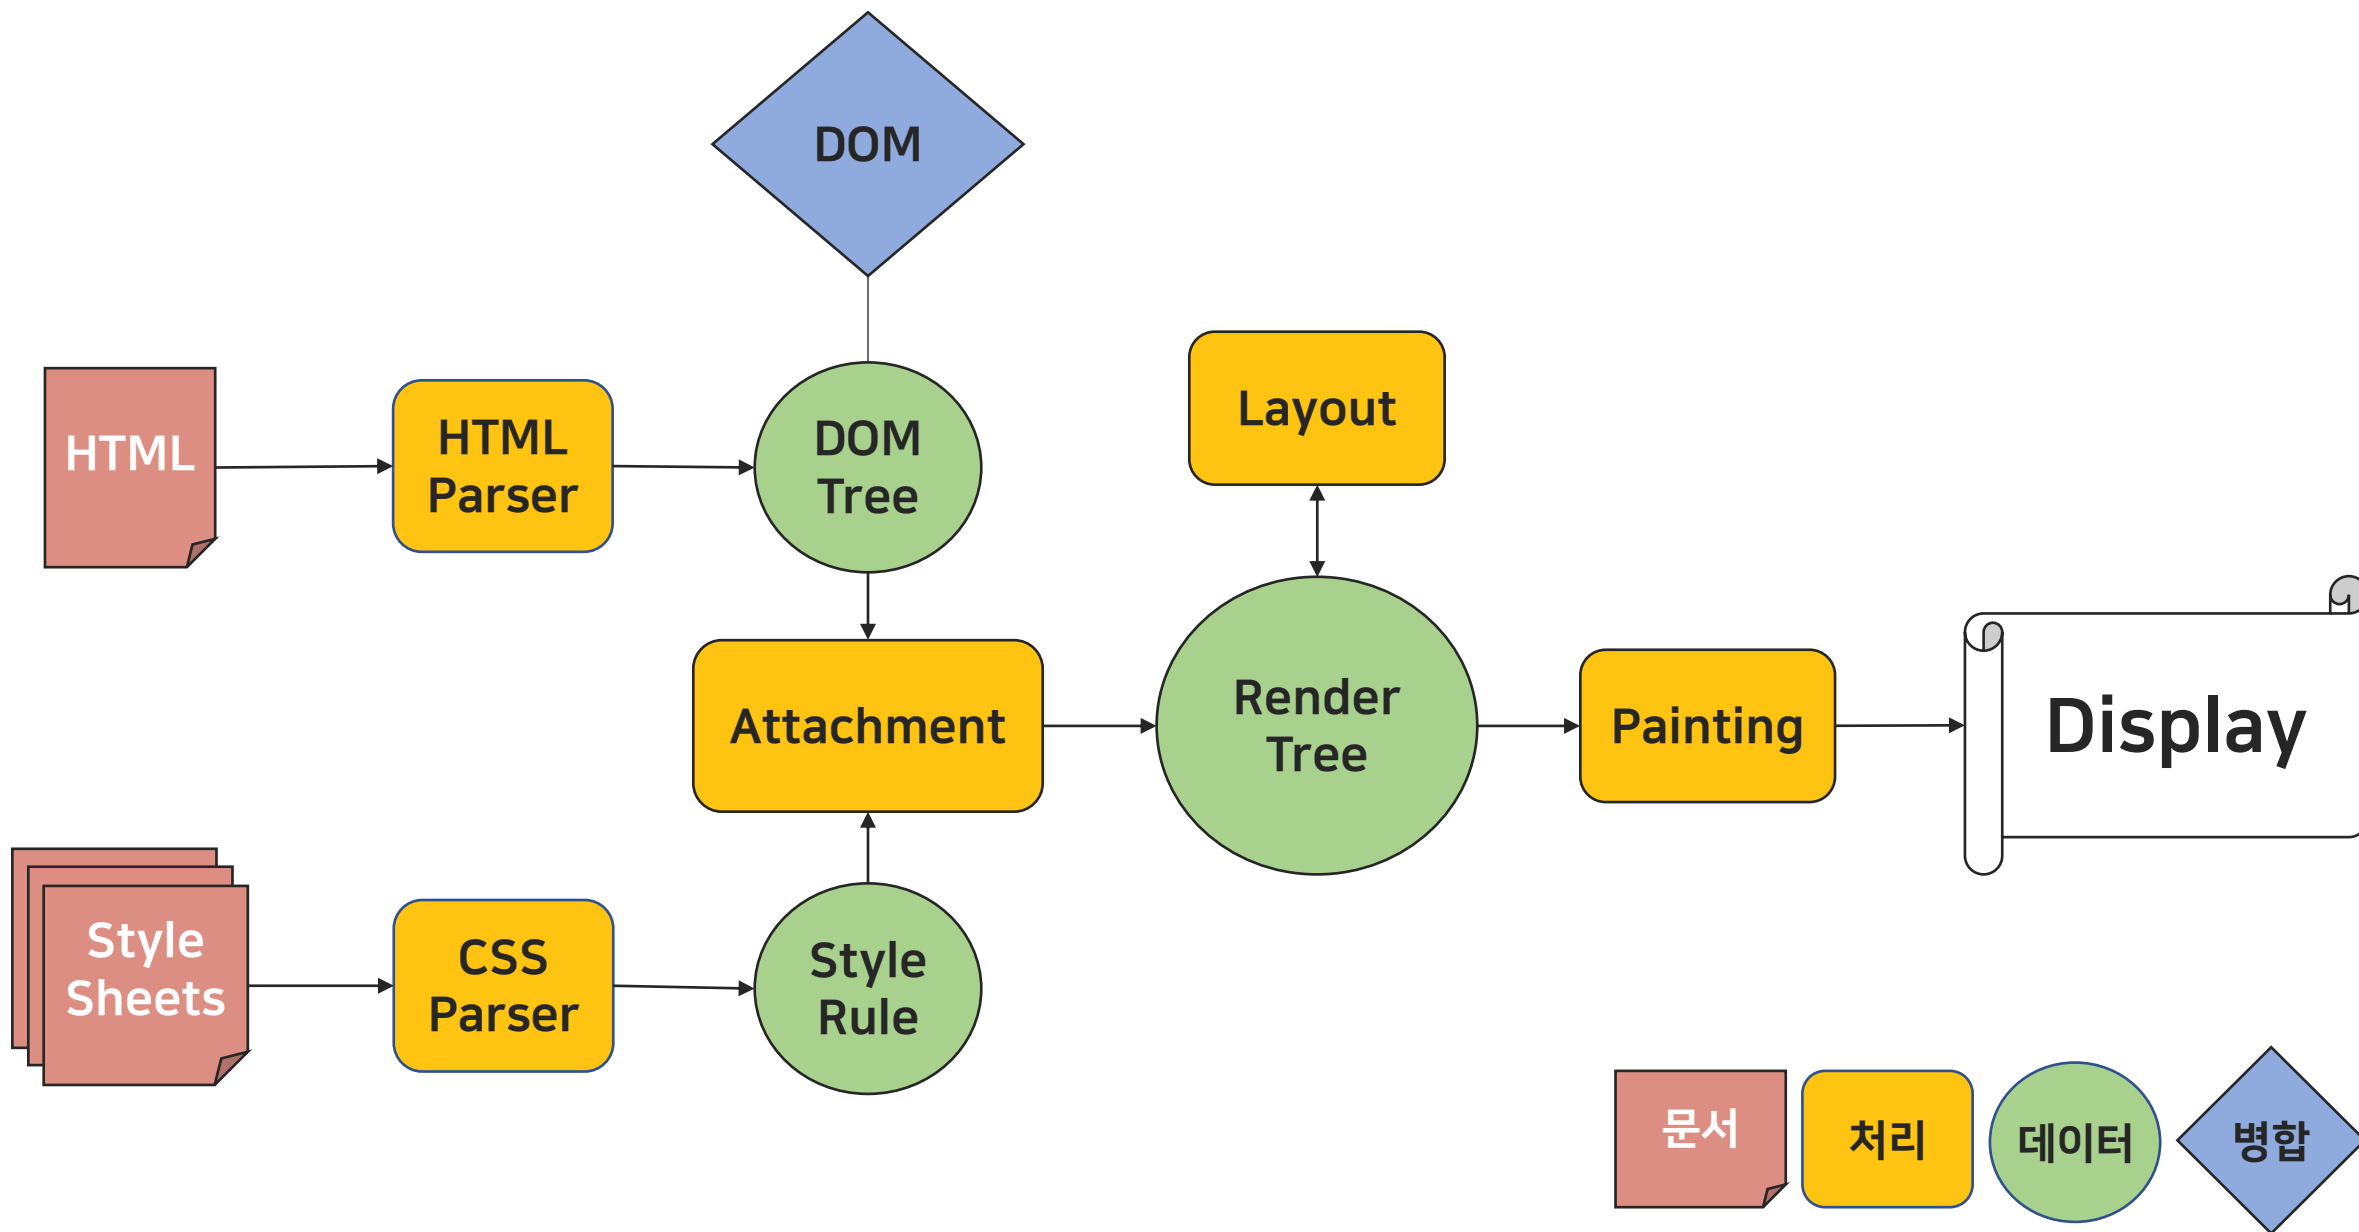 DOM
HTML
HTML
Parser
DOM
Tree
Layout
Attachment
Render
Tree
Painting
Display
Style
Sheets
CSS
Parser
Style
Rule
문서
처리
데이터
병합